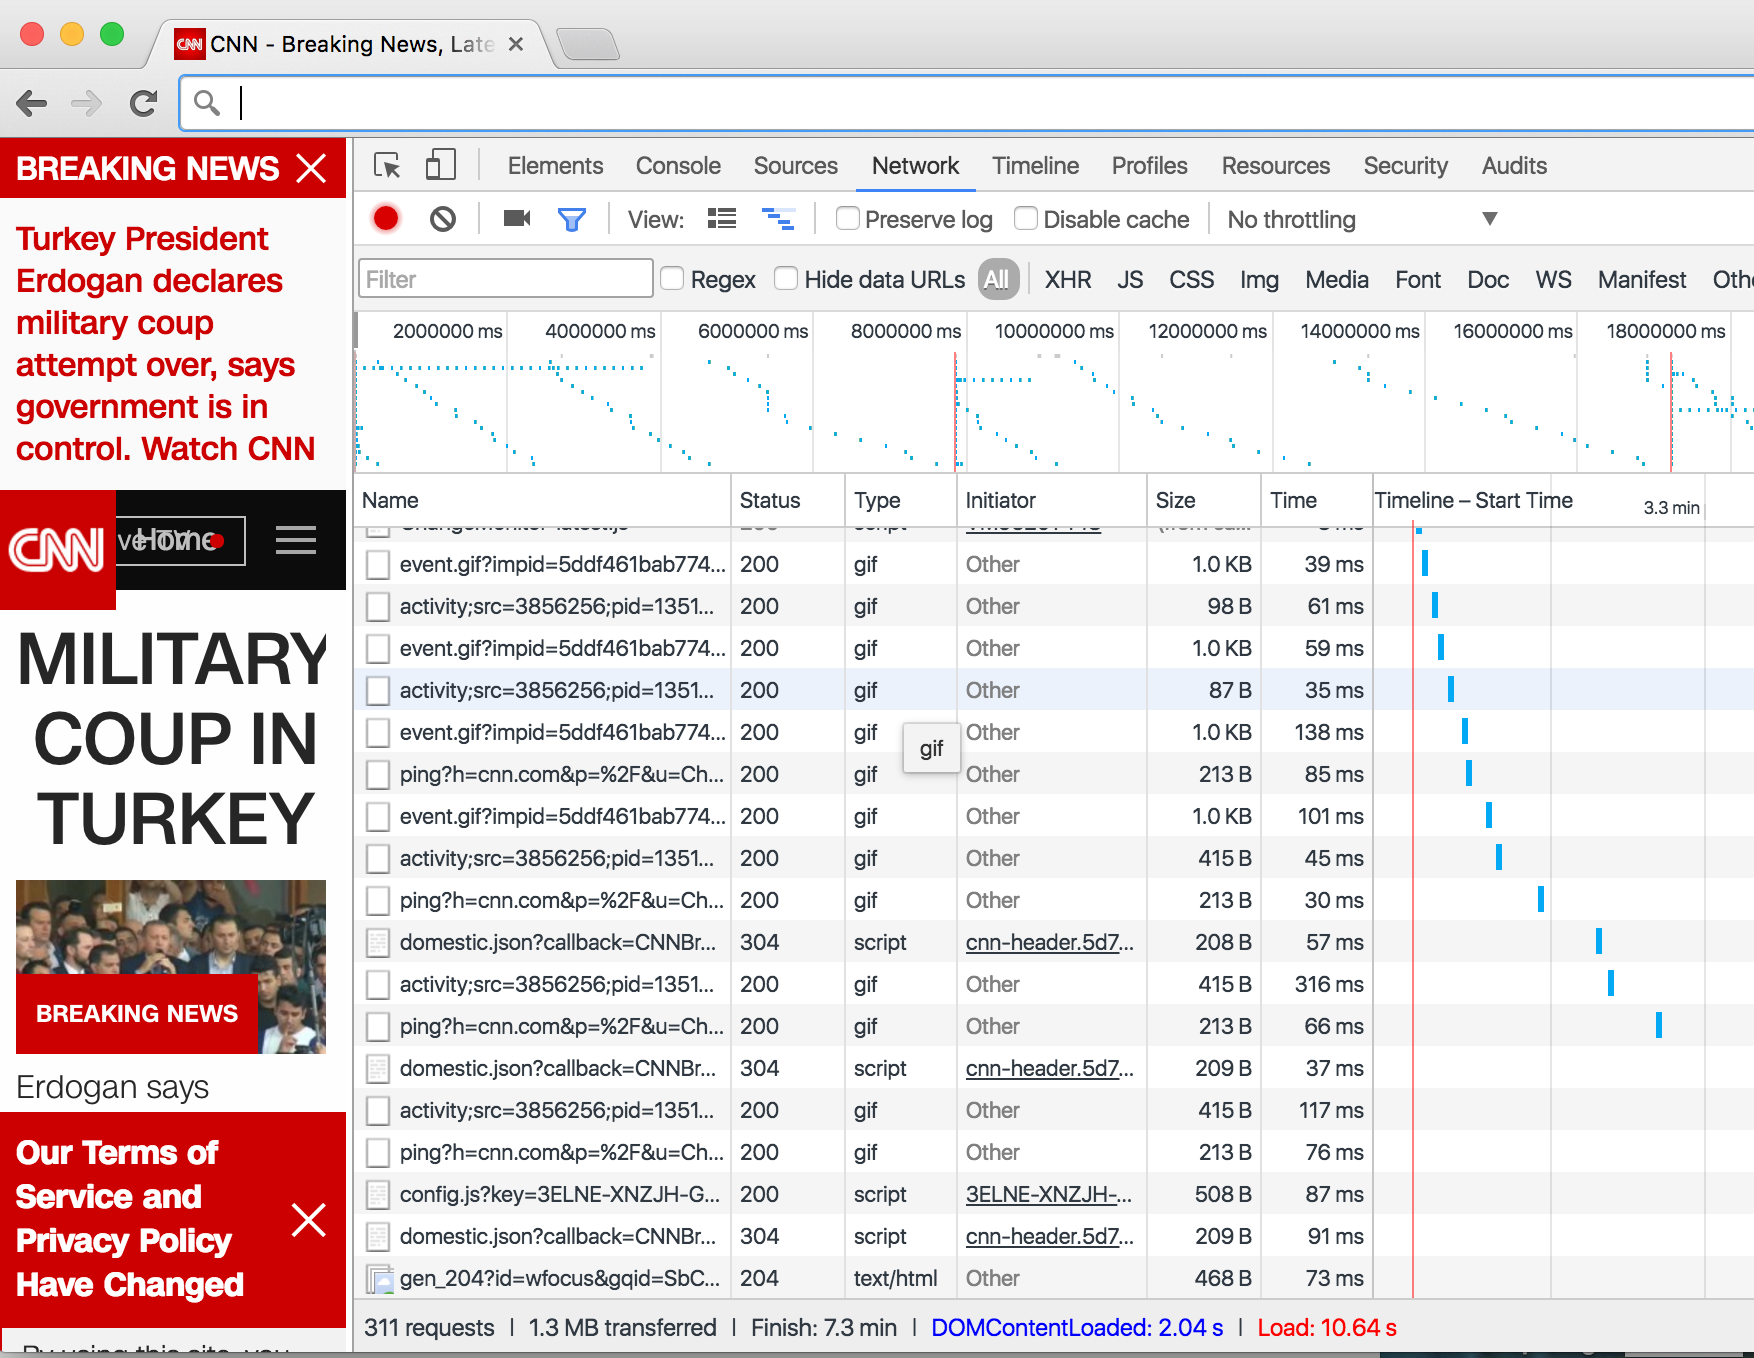 CNN CNN - Breaking News, Late
BREAKING NEWS
Turkey President
Erdogan declares
military coup
attempt over, says
government is in
control. Watch CNN
CNN
ve TV Home
MILITARY
COUP IN
TURKEY
BREAKING NEWS
Erdogan says
Our Terms of
Service and
Privacy Policy
Have Changed
By using this site, you
Elements Console Sources Network Timeline Profiles Resources Security Audits
View: Preserve log Disable cache No throttling
Filter Regex Hide data URLs All XHR JS CSS Img Media Font Doc WS Manifest Othe
2000000 ms 4000000 ms 6000000 ms 8000000 ms 10000000 ms 12000000 ms 14000000 ms 16000000 ms 18000000 ms
Name Status Type Initiator Size Time Timeline – Start Time 3.3 min
event.gif?impid=5ddf461bab774... 200 gif Other 1.0 KB 39 ms
activity;src=3856256;pid=1351... 200 gif Other 98 B 61 ms
event.gif?impid=5ddf461bab774... 200 gif Other 1.0 KB 59 ms
activity;src=3856256;pid=1351... 200 gif Other 87 B 35 ms
event.gif?impid=5ddf461bab774... 200 gif Other 1.0 KB 138 ms
gif
ping?h=cnn.com&p=%2F&u=Ch... 200 gif Other 213 B 85 ms
event.gif?impid=5ddf461bab774... 200 gif Other 1.0 KB 101 ms
activity;src=3856256;pid=1351... 200 gif Other 415 B 45 ms
ping?h=cnn.com&p=%2F&u=Ch... 200 gif Other 213 B 30 ms
domestic.json?callback=CNNBr... 304 script cnn-header.5d7... 208 B 57 ms
activity;src=3856256;pid=1351... 200 gif Other 415 B 316 ms
ping?h=cnn.com&p=%2F&u=Ch... 200 gif Other 213 B 66 ms
domestic.json?callback=CNNBr... 304 script cnn-header.5d7... 209 B 37 ms
activity;src=3856256;pid=1351... 200 gif Other 415 B 117 ms
ping?h=cnn.com&p=%2F&u=Ch... 200 gif Other 213 B 76 ms
config.js?key=3ELNE-XNZJH-G... 200 script 3ELNE-XNZJH-... 508 B 87 ms
domestic.json?callback=CNNBr... 304 script cnn-header.5d7... 209 B 91 ms
gen_204?id=wfocus&gqid=SbC... 204 text/html Other 468 B 73 ms
311 requests | 1.3 MB transferred | Finish: 7.3 min | DOMContentLoaded: 2.04 s | Load: 10.64 s